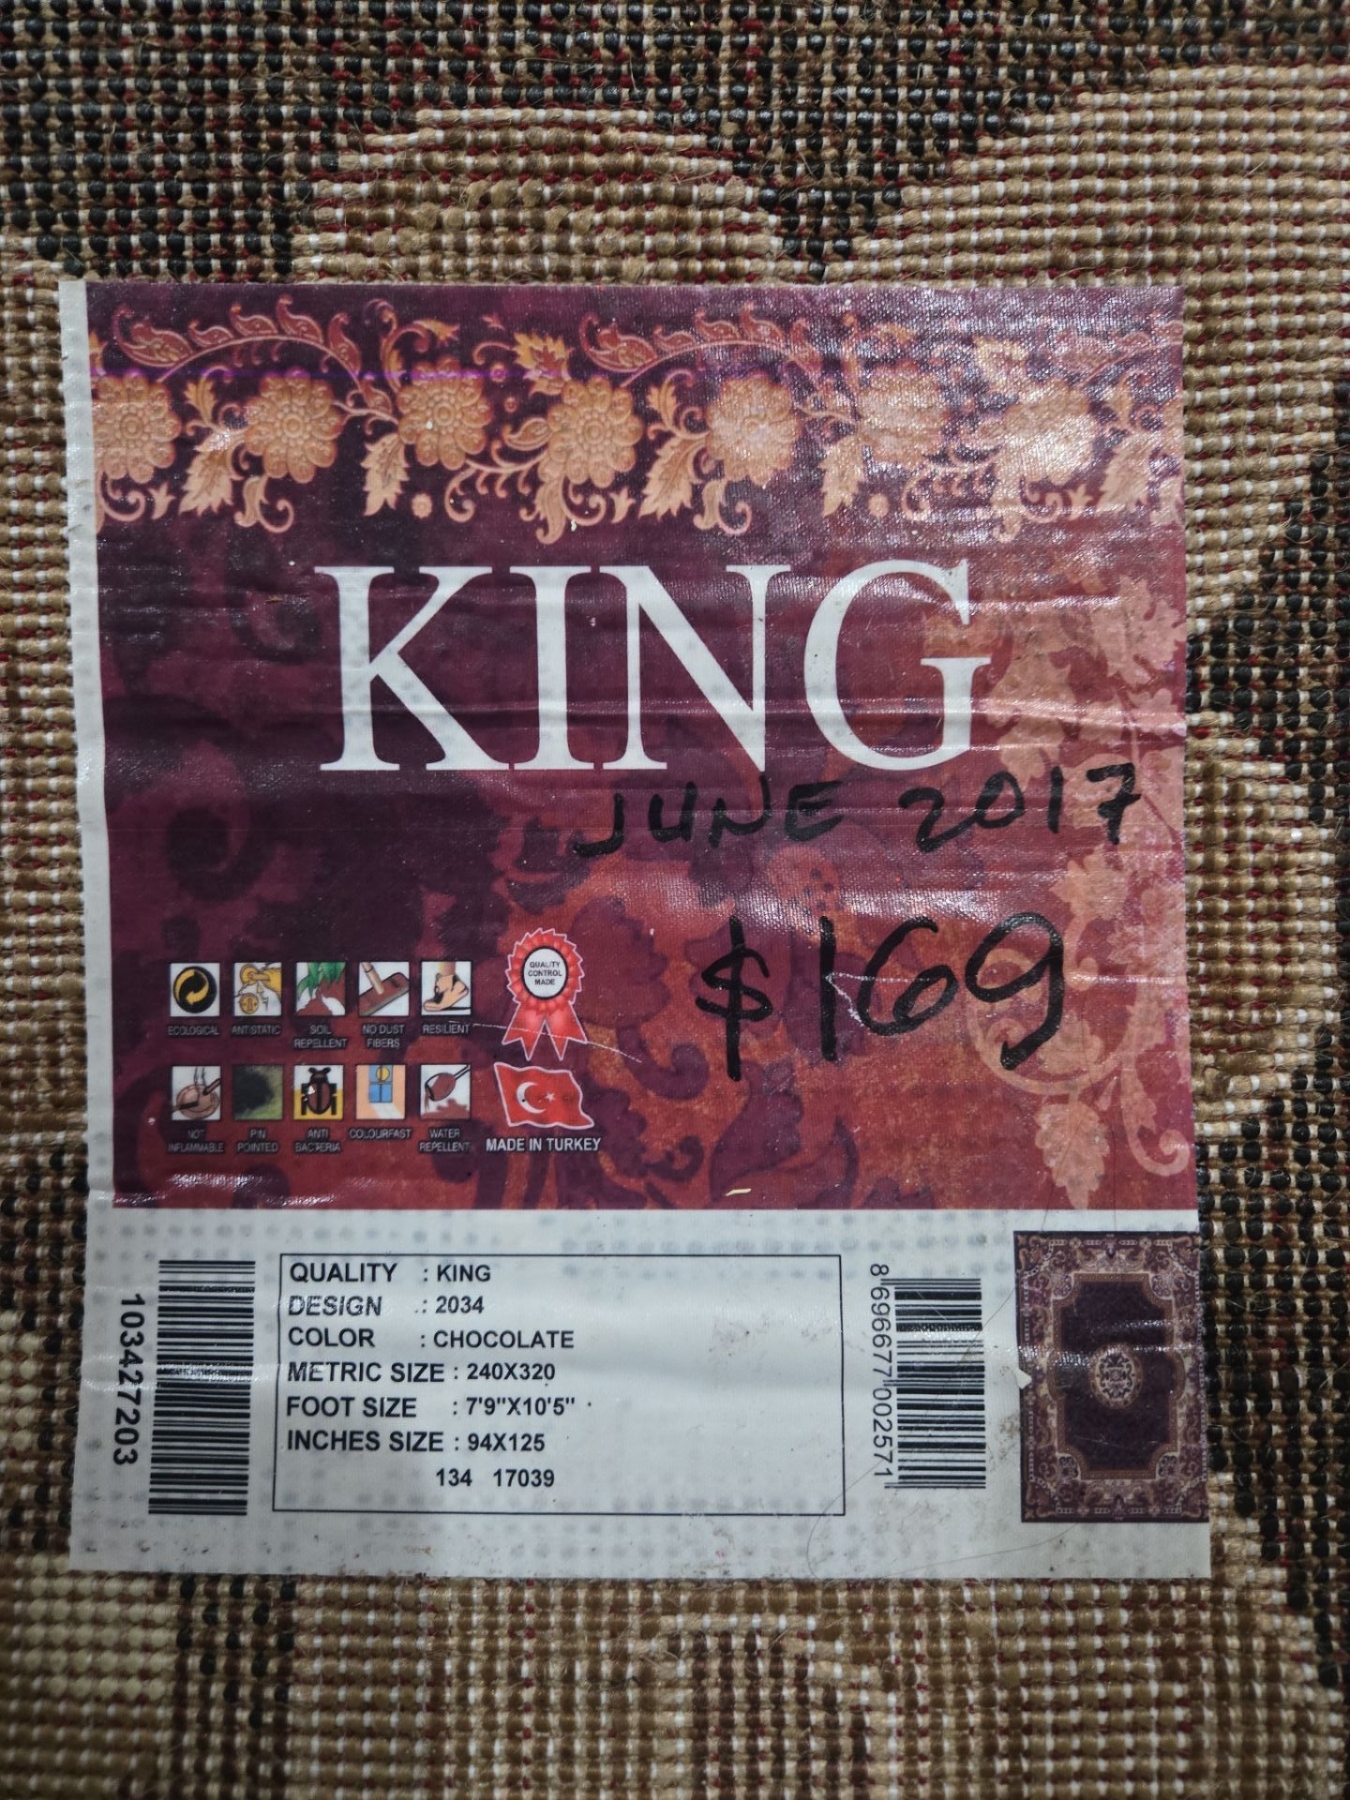 KING
JUNE 2017
$169
QUALITY
CONTROL
MADE
ECOLOGICAL
ANTISTATIC
SOIL
REPELLENT
NO DUST
FIBERS
RESILIENT
NOT
INFLAMMABLE
PIN
POINTED
ANTI
BACTERIA
COLOURFAST
WATER
REPELLENT
MADE IN TURKEY
103427203
QUALITY : KING
DESIGN .: 2034
COLOR : CHOCOLATE
METRIC SIZE : 240X320
FOOT SIZE : 7'9"X10'5"
INCHES SIZE : 94X125
134 17039
8696677002571